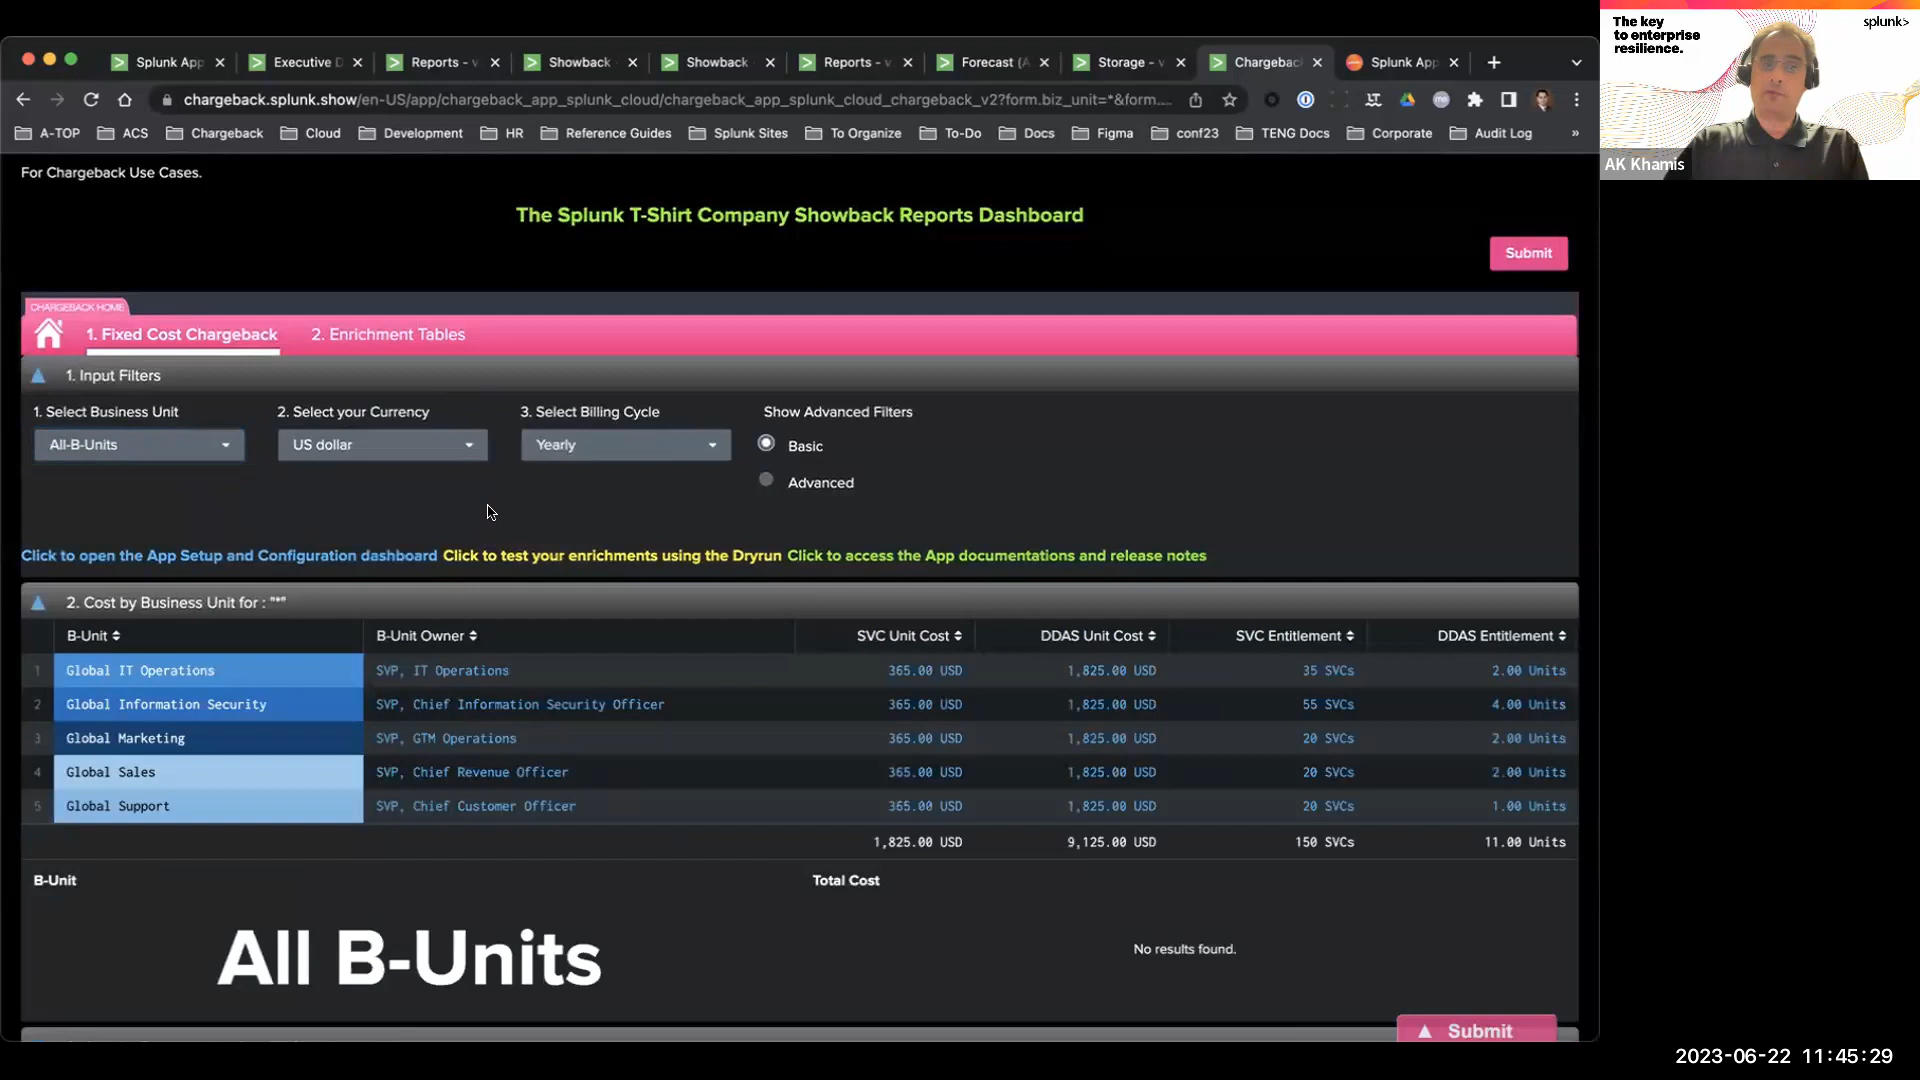 The key
to enterprise
resilience.
splunk>
AK Khamis
Splunk App
Executive D
Reports - v
Showback
Showback
Reports - v
Forecast (A
Storage - v
Chargebac
Splunk App
chargeback.splunk.show/en-US/app/chargeback_app_splunk_cloud/chargeback_app_splunk_cloud_chargeback_v2?form.biz_unit=*&form....
A-TOP ACS Chargeback Cloud Development HR Reference Guides Splunk Sites To Organize To-Do Docs Figma conf23 TENG Docs Corporate Audit Log »
For Chargeback Use Cases.
The Splunk T-Shirt Company Showback Reports Dashboard
Submit
CHARGEBACK HOME
1. Fixed Cost Chargeback 2. Enrichment Tables
1. Input Filters
1. Select Business Unit 2. Select your Currency 3. Select Billing Cycle Show Advanced Filters
All-B-Units US dollar Yearly Basic
Advanced
Click to open the App Setup and Configuration dashboard Click to test your enrichments using the Dryrun Click to access the App documentations and release notes
2. Cost by Business Unit for : "*"
B-Unit B-Unit Owner SVC Unit Cost DDAS Unit Cost SVC Entitlement DDAS Entitlement
1 Global IT Operations SVP, IT Operations 365.00 USD 1,825.00 USD 35 SVCs 2.00 Units
2 Global Information Security SVP, Chief Information Security Officer 365.00 USD 1,825.00 USD 55 SVCs 4.00 Units
3 Global Marketing SVP, GTM Operations 365.00 USD 1,825.00 USD 20 SVCs 2.00 Units
4 Global Sales SVP, Chief Revenue Officer 365.00 USD 1,825.00 USD 20 SVCs 2.00 Units
5 Global Support SVP, Chief Customer Officer 365.00 USD 1,825.00 USD 20 SVCs 1.00 Units
1,825.00 USD 9,125.00 USD 150 SVCs 11.00 Units
B-Unit Total Cost
All B-Units
No results found.
Submit
2023-06-22 11:45:29